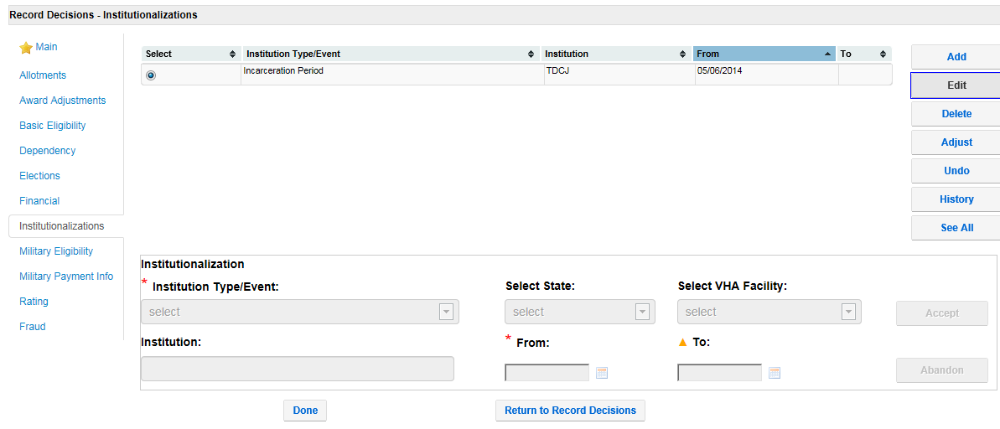 Record Decisions - Institutionalizations
Main
Allotments
Award Adjustments
Basic Eligibility
Dependency
Elections
Financial
Institutionalizations
Military Eligibility
Military Payment Info
Rating
Fraud
Select Institution Type/Event Institution From To
Incarceration Period TDCJ 05/06/2014
Add
Edit
Delete
Adjust
Undo
History
See All
Institutionalization
* Institution Type/Event: Select State: Select VHA Facility:
select select select Accept
Institution: * From: To:
Abandon
Done Return to Record Decisions